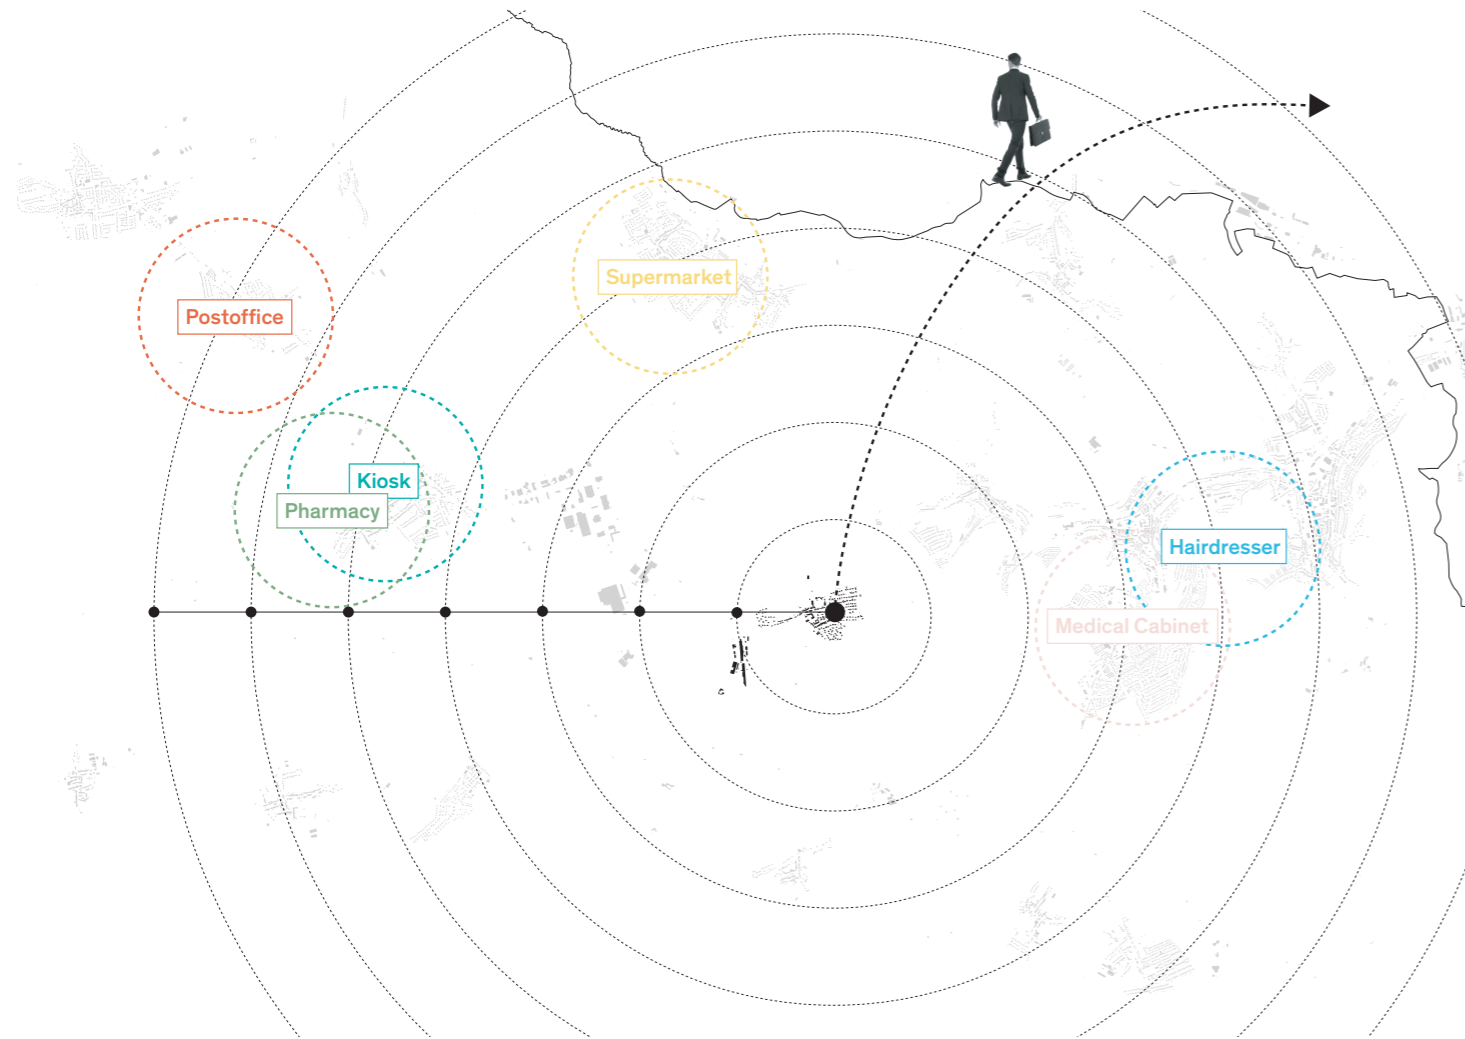 Supermarket
Postoffice
Kiosk
Pharmacy
Hairdresser
Medical Cabinet